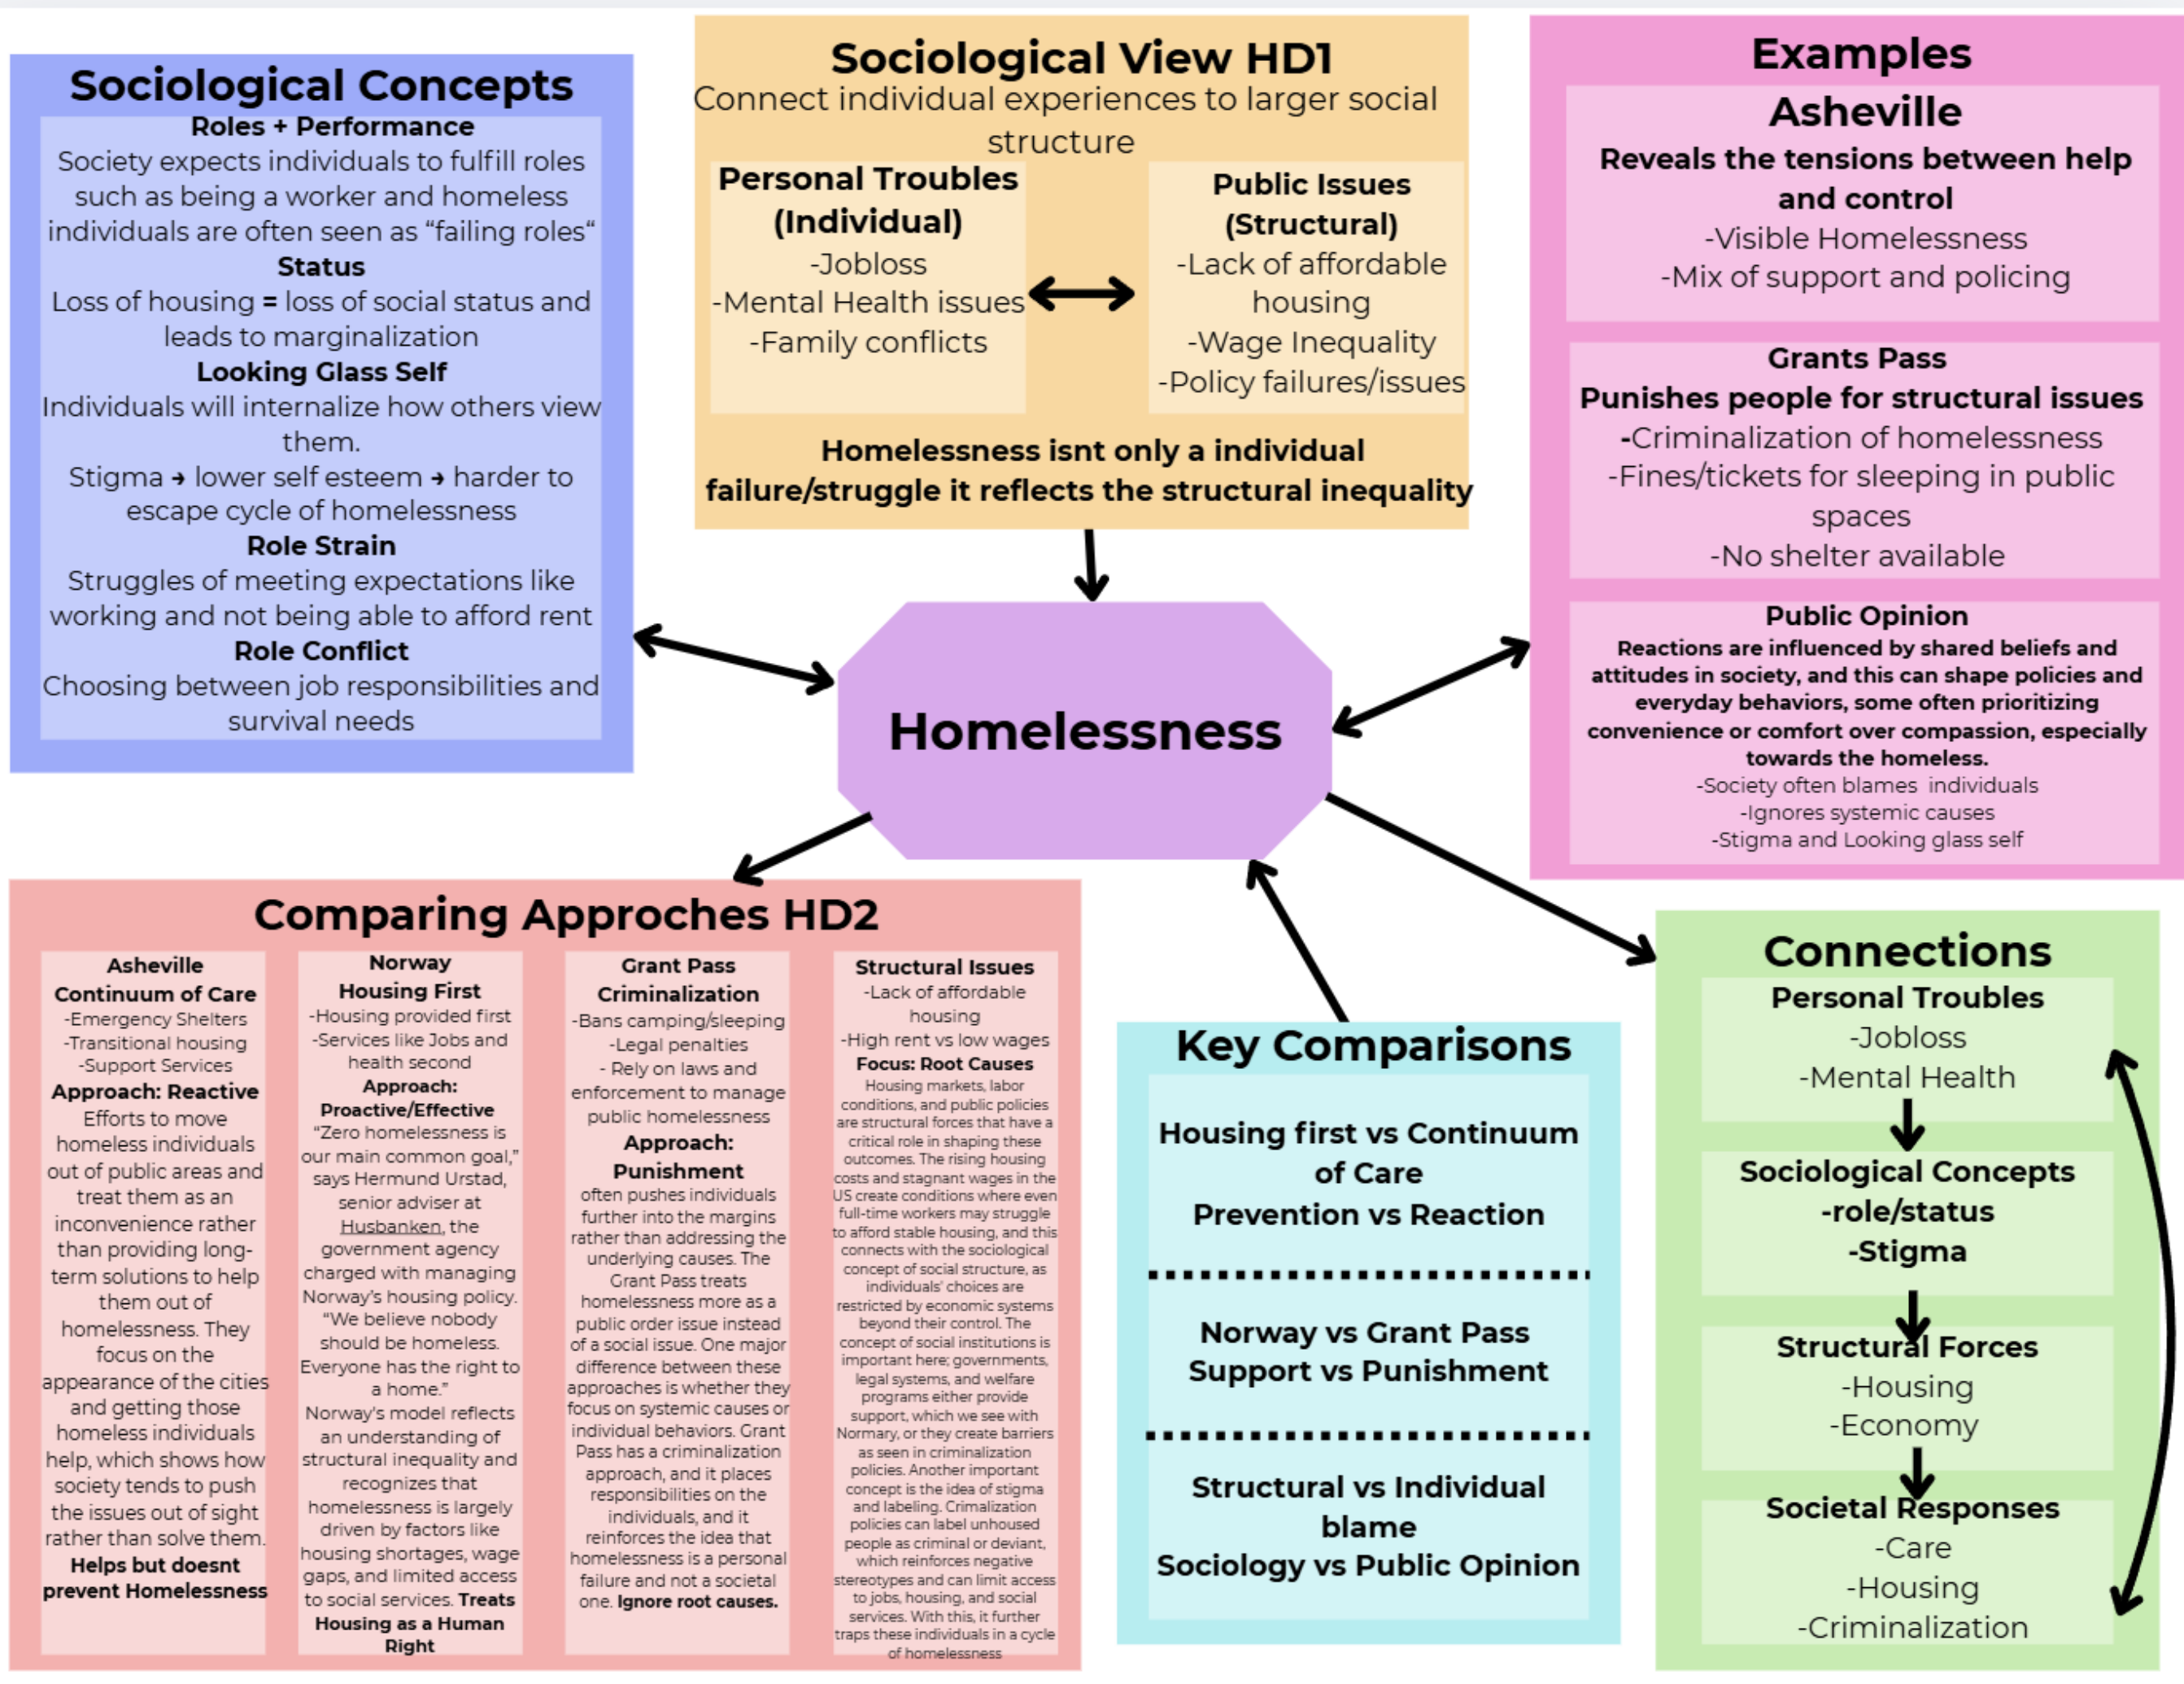 Sociological Concepts
Roles + Performance
Society expects individuals to fulfill roles
such as being a worker and homeless
individuals are often seen as “failing roles“
Status
Loss of housing = loss of social status and
leads to marginalization
Looking Glass Self
Individuals will internalize how others view
them.
Stigma → lower self esteem → harder to
escape cycle of homelessness
Role Strain
Struggles of meeting expectations like
working and not being able to afford rent
Role Conflict
Choosing between job responsibilities and
survival needs
Sociological View HD1
Connect individual experiences to larger social
structure
Personal Troubles
(Individual)
-Jobloss
-Mental Health issues
-Family conflicts
Public Issues
(Structural)
-Lack of affordable
housing
-Wage Inequality
-Policy failures/issues
Homelessness isnt only a individual
failure/struggle it reflects the structural inequality
Examples
Asheville
Reveals the tensions between help
and control
-Visible Homelessness
-Mix of support and policing
Grants Pass
Punishes people for structural issues
-Criminalization of homelessness
-Fines/tickets for sleeping in public
spaces
-No shelter available
Public Opinion
Reactions are influenced by shared beliefs and
attitudes in society, and this can shape policies and
everyday behaviors, some often prioritizing
convenience or comfort over compassion, especially
towards the homeless.
-Society often blames  individuals
-Ignores systemic causes
-Stigma and Looking glass self
Homelessness
Comparing Approches HD2
Asheville
Continuum of Care
-Emergency Shelters
-Transitional housing
-Support Services
Approach: Reactive
Efforts to move
homeless individuals
out of public areas and
treat them as an
inconvenience rather
than providing long-
term solutions to help
them out of
homelessness. They
focus on the
appearance of the cities
and getting those
homeless individuals
help, which shows how
society tends to push
the issues out of sight
rather than solve them.
Helps but doesnt
prevent Homelessness
Norway
Housing First
-Housing provided first
-Services like Jobs and
health second
Approach:
Proactive/Effective
“Zero homelessness is
our main common goal,”
says Hermund Urstad,
senior adviser at
Husbanken, the
government agency
charged with managing
Norway’s housing policy.
“We believe nobody
should be homeless.
Everyone has the right to
a home.”
Norway's model reflects
an understanding of
structural inequality and
recognizes that
homelessness is largely
driven by factors like
housing shortages, wage
gaps, and limited access
to social services. Treats
Housing as a Human
Right
Grant Pass
Criminalization
-Bans camping/sleeping
-Legal penalties
- Rely on laws and
enforcement to manage
public homelessness
Approach:
Punishment
often pushes individuals
further into the margins
rather than addressing the
underlying causes. The
Grant Pass treats
homelessness more as a
public order issue instead
of a social issue. One major
difference between these
approaches is whether they
focus on systemic causes or
individual behaviors. Grant
Pass has a criminalization
approach, and it places
responsibilities on the
individuals, and it
reinforces the idea that
homelessness is a personal
failure and not a societal
one. Ignore root causes.
Structural Issues
-Lack of affordable
housing
-High rent vs low wages
Focus: Root Causes
Housing markets, labor
conditions, and public policies
are structural forces that have a
critical role in shaping these
outcomes. The rising housing
costs and stagnant wages in the
US create conditions where even
full-time workers may struggle
to afford stable housing, and this
connects with the sociological
concept of social structure, as
individuals' choices are
restricted by economic systems
beyond their control. The
concept of social institutions is
important here; governments,
legal systems, and welfare
programs either provide
support, which we see with
Normary, or they create barriers
as seen in criminalization
policies. Another important
concept is the idea of stigma
and labeling. Crimalization
policies can label unhoused
people as criminal or deviant,
which reinforces negative
stereotypes and can limit access
to jobs, housing, and social
services. With this, it further
traps these individuals in a cycle
of homelessness
Key Comparisons
Housing first vs Continuum
of Care
Prevention vs Reaction
Norway vs Grant Pass
Support vs Punishment
Structural vs Individual
blame
Sociology vs Public Opinion
Connections
Personal Troubles
-Jobloss
-Mental Health
Sociological Concepts
-role/status
-Stigma
Structural Forces
-Housing
-Economy
Societal Responses
-Care
-Housing
-Criminalization